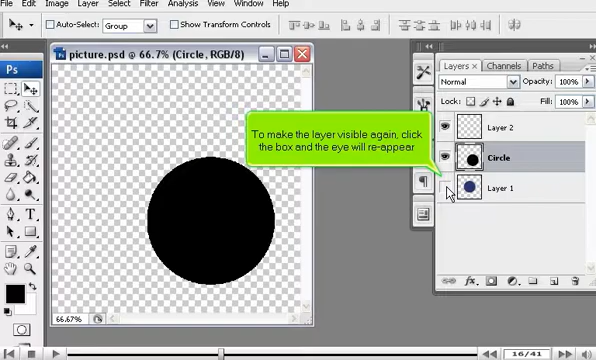 File Edit Image Layer Select Filter Analysis View Window Help
Auto-Select: Group Show Transform Controls
picture.psd @ 66.7% (Circle, RGB/8)
Ps
66.67%
To make the layer visible again, click
the box and the eye will re-appear
Layers × Channels Paths
Normal Opacity: 100%
Lock: Fill: 100%
Layer 2
Circle
Layer 1
16/41